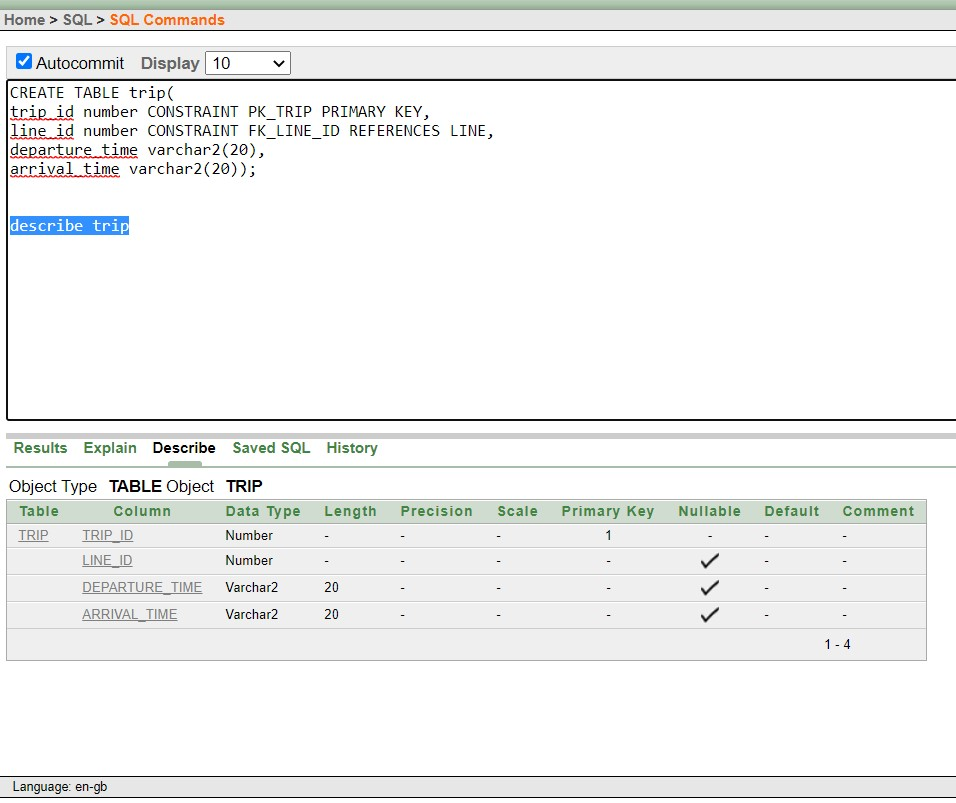 Home > SQL > SQL Commands
Autocommit Display 10
CREATE TABLE trip(
trip_id number CONSTRAINT PK_TRIP PRIMARY KEY,
line_id number CONSTRAINT FK_LINE_ID REFERENCES LINE,
departure_time varchar2(20),
arrival_time varchar2(20));
describe trip
Results Explain Describe Saved SQL History
Object Type TABLE Object TRIP
Table Column Data Type Length Precision Scale Primary Key Nullable Default Comment
TRIP TRIP_ID Number - - - 1 - - -
LINE_ID Number - - - - - -
DEPARTURE_TIME Varchar2 20 - - - - -
ARRIVAL_TIME Varchar2 20 - - - - -
1 - 4
Language: en-gb